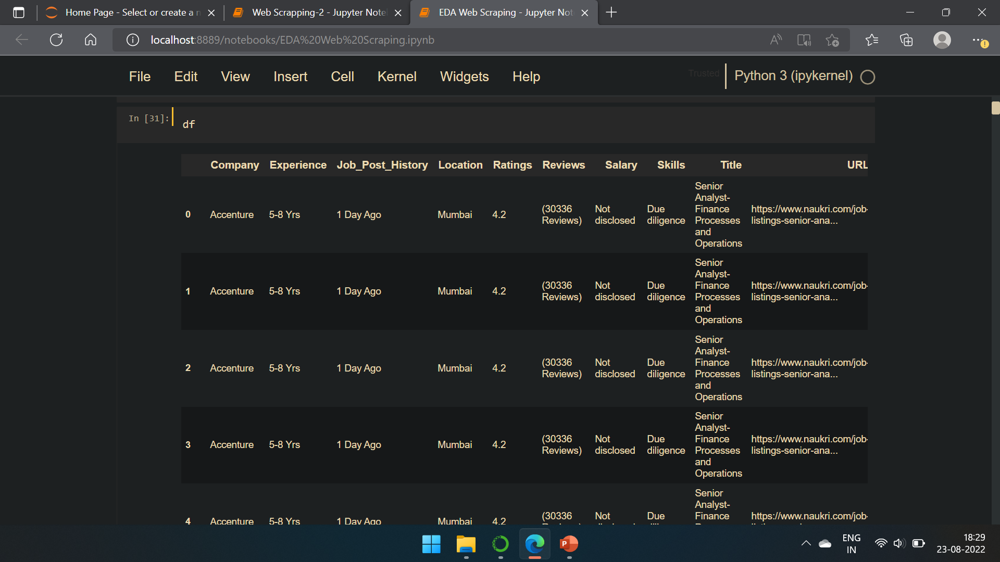 Home Page - Select or create a n
Web Scrapping-2 - Jupyter Note
EDA Web Scraping - Jupyter Not
localhost:8889/notebooks/EDA%20Web%20Scraping.ipynb
File Edit View Insert Cell Kernel Widgets Help Trusted Python 3 (ipykernel)
In [31]: df
Company Experience Job_Post_History Location Ratings Reviews Salary Skills Title URL
0 Accenture 5-8 Yrs 1 Day Ago Mumbai 4.2 (30336 Reviews) Not disclosed Due diligence Senior Analyst-Finance Processes and Operations https://www.naukri.com/job-listings-senior-ana...
1 Accenture 5-8 Yrs 1 Day Ago Mumbai 4.2 (30336 Reviews) Not disclosed Due diligence Senior Analyst-Finance Processes and Operations https://www.naukri.com/job-listings-senior-ana...
2 Accenture 5-8 Yrs 1 Day Ago Mumbai 4.2 (30336 Reviews) Not disclosed Due diligence Senior Analyst-Finance Processes and Operations https://www.naukri.com/job-listings-senior-ana...
3 Accenture 5-8 Yrs 1 Day Ago Mumbai 4.2 (30336 Reviews) Not disclosed Due diligence Senior Analyst-Finance Processes and Operations https://www.naukri.com/job-listings-senior-ana...
4 Accenture 5-8 Yrs 1 Day Ago Mumbai 4.2 (30336 Not Due Senior Analyst-Finance https://www.naukri.com/job-
ENG
IN
18:29
23-08-2022